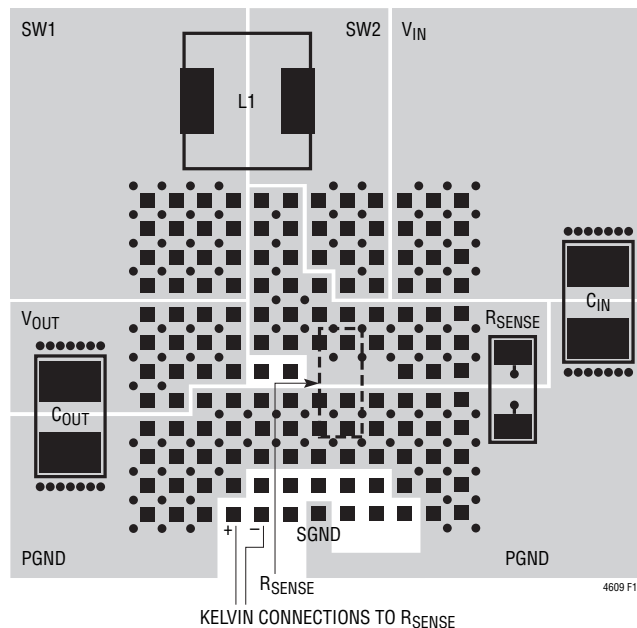 SW1
SW2
VIN
L1
VOUT
RSENSE
CIN
COUT
+
–
SGND
PGND
PGND
RSENSE
4609 F1
KELVIN CONNECTIONS TO RSENSE